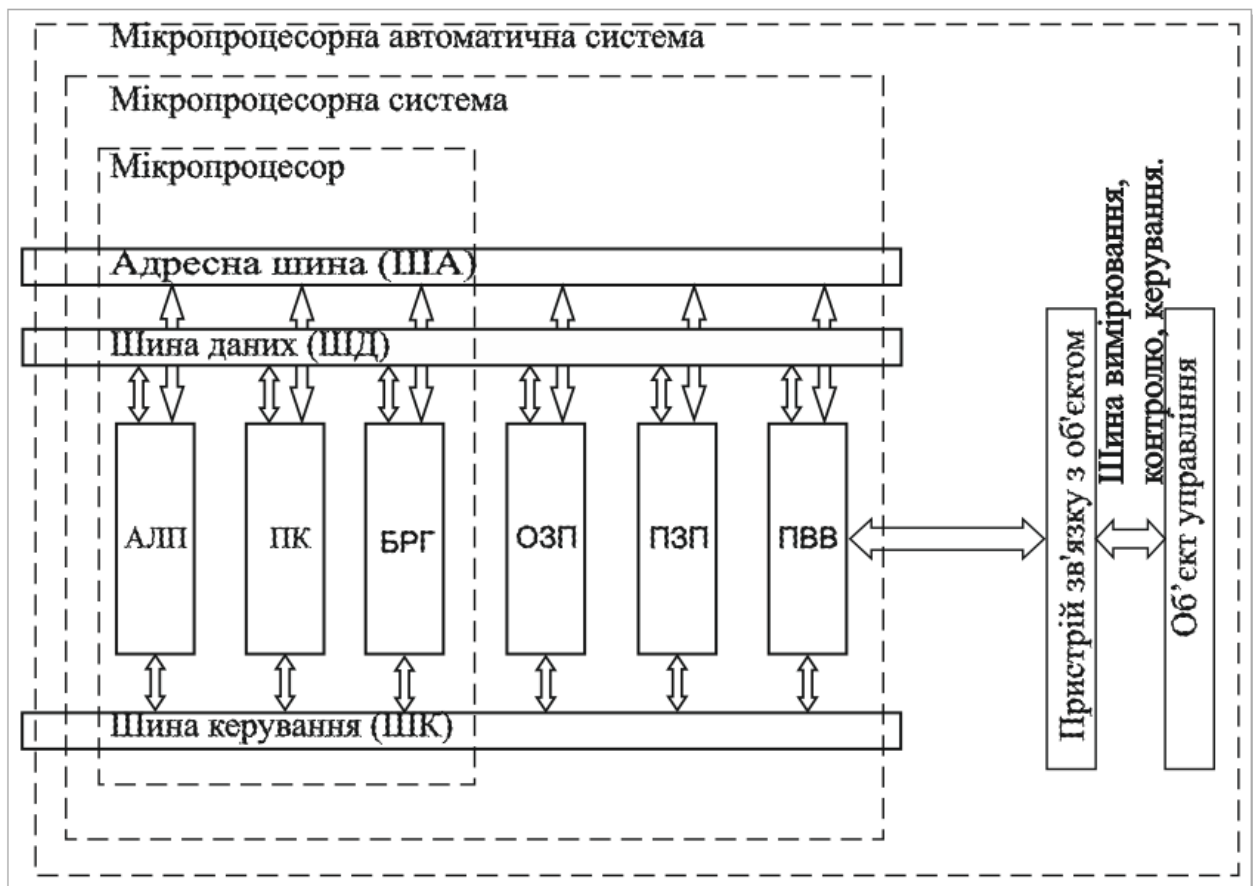 Мікропроцесорна автоматична система
Мікропроцесорна система
Мікропроцесор
Адресна шина (ША)
Шина даних (ШД)
АЛП
ПК
БРГ
ОЗП
ПЗП
ПВВ
Шина керування (ШК)
Пристрій зв'язку з об'єктом
Шина вимірювання,
контролю, керування.
Об’єкт управління